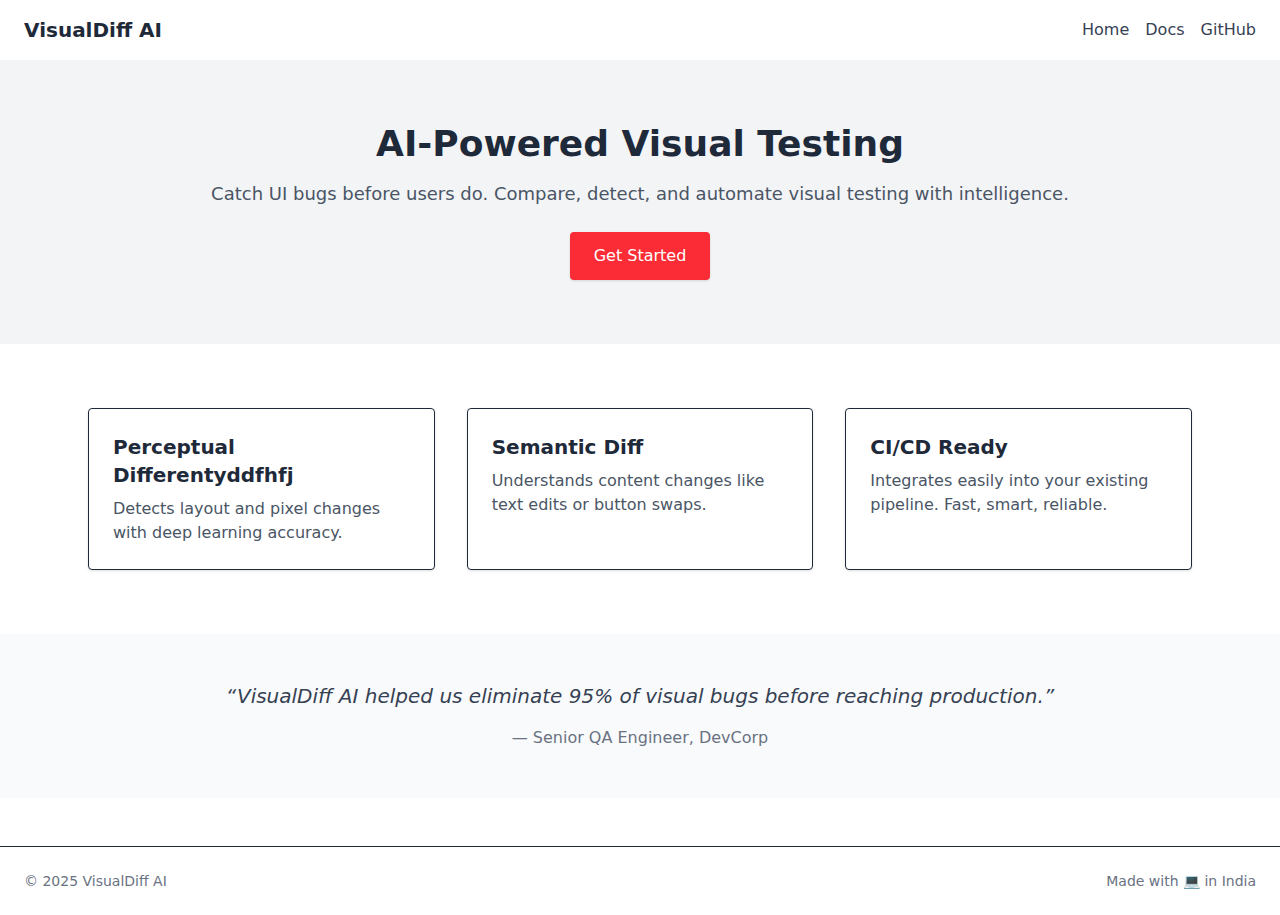 VisualDiff AI
Home Docs GitHub
AI-Powered Visual Testing
Catch UI bugs before users do. Compare, detect, and automate visual testing with intelligence.
Get Started
Perceptual
Differentyddfhfj
Detects layout and pixel changes
with deep learning accuracy.
Semantic Diff
Understands content changes like
text edits or button swaps.
CI/CD Ready
Integrates easily into your existing
pipeline. Fast, smart, reliable.
“VisualDiff AI helped us eliminate 95% of visual bugs before reaching production.”
— Senior QA Engineer, DevCorp
© 2025 VisualDiff AI
Made with 💻 in India